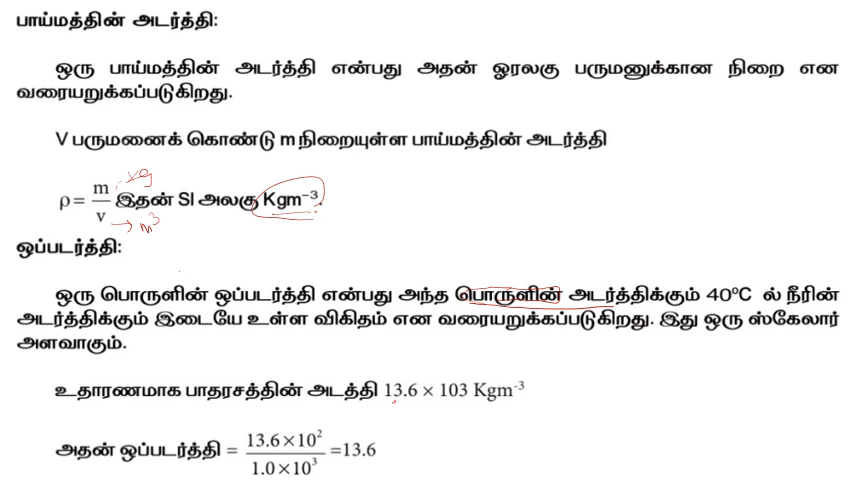 பாய்மத்தின் அடர்த்தி:
ஒரு பாய்மத்தின் அடர்த்தி என்பது அதன் ஓரலகு பருமனுக்கான நிறை என
வரையறுக்கப்படுகிறது.
V பருமனைக் கொண்டு m நிறையுள்ள பாய்மத்தின் அடர்த்தி
kg
ρ = m/v இதன் SI அலகு Kgm⁻³.
→ m³
ஒப்படர்த்தி:
ஒரு பொருளின் ஒப்படர்த்தி என்பது அந்த பொருளின் அடர்த்திக்கும் 40°C ல் நீரின்
அடர்த்திக்கும் இடையே உள்ள விகிதம் என வரையறுக்கப்படுகிறது. இது ஒரு ஸ்கேலார்
அளவாகும்.
உதாரணமாக பாதரசத்தின் அடத்தி 13.6 × 103 Kgm⁻³
அதன் ஒப்படர்த்தி = 13.6×10²/1.0×10³ =13.6